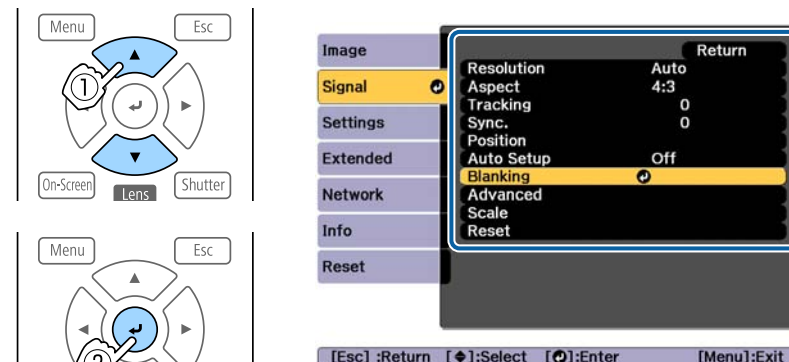 Menu Esc
①
On-Screen Lens Shutter
Menu Esc
②
Image
Signal
Settings
Extended
Network
Info
Reset
Return
Resolution Auto
Aspect 4:3
Tracking 0
Sync. 0
Position
Auto Setup Off
Blanking
Advanced
Scale
Reset
[Esc] :Return [◆]:Select [⏎]:Enter [Menu]:Exit